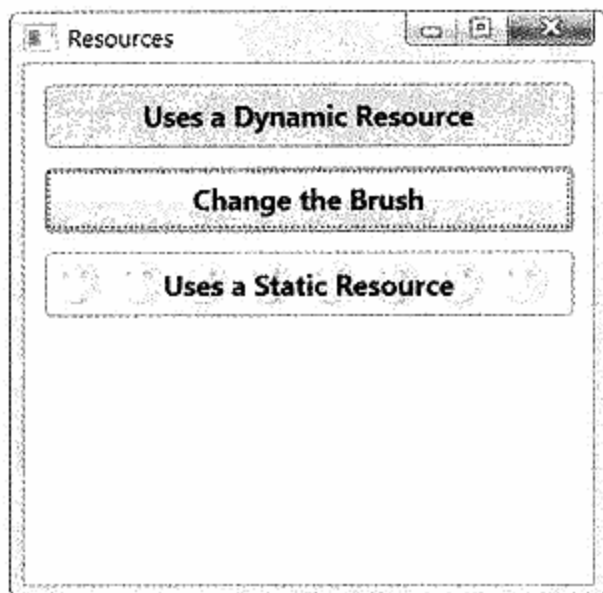 Resources
Uses a Dynamic Resource
Change the Brush
Uses a Static Resource